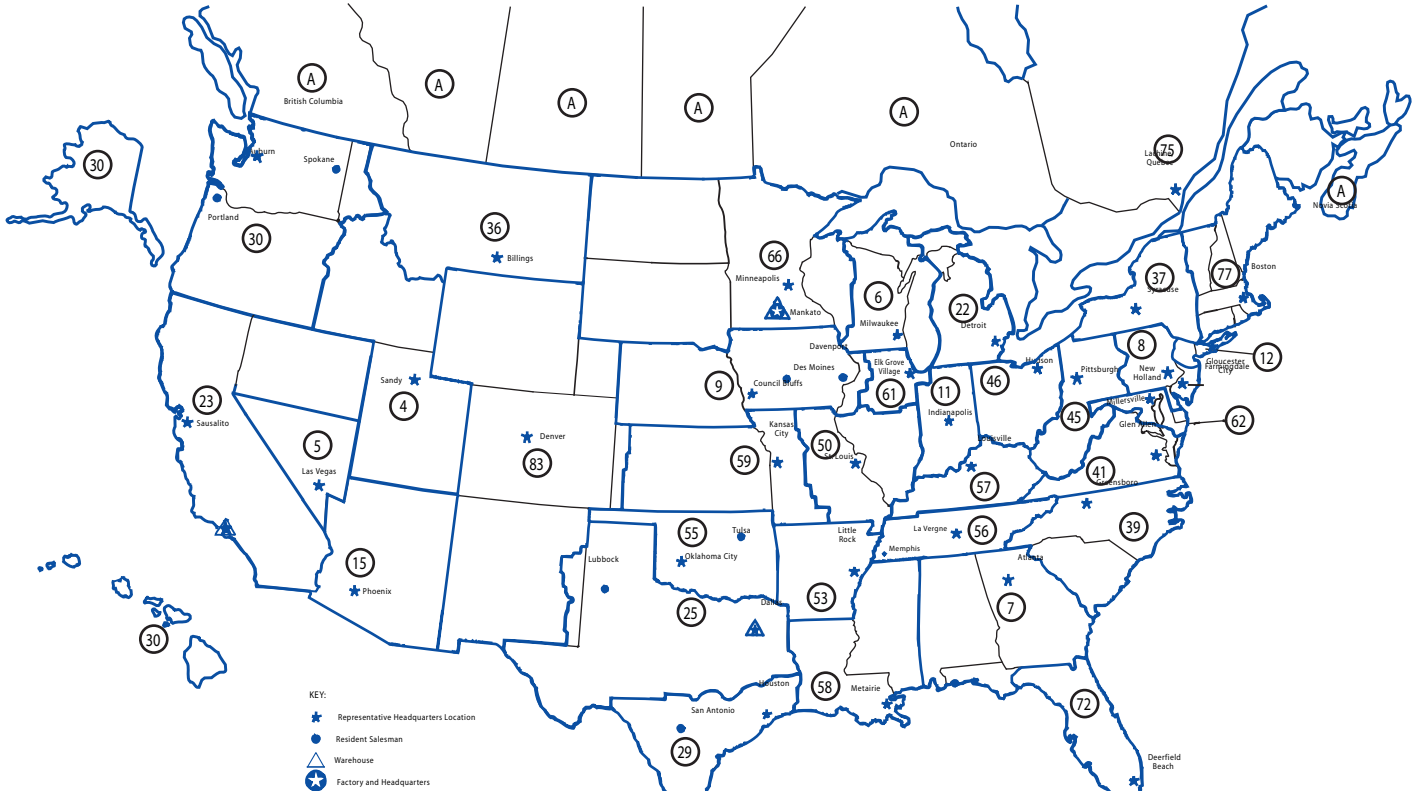 A
British Columbia
A
A
A
A
Ontario
75
Lachine
Quebec
A
Novia Scotia
30
Auburn
Spokane
Portland
30
36
Billings
66
Minneapolis
Mankato
6
Milwaukee
22
Detroit
37
Syracuse
77
Boston
12
Gloucester
City
Farmingdale
8
New
Holland
Hudson
Pittsburgh
46
Davenport
Des Moines
Council Bluffs
9
Elk Grove
Village
61
11
Indianapolis
Millersville
Glen Allen
62
45
Sandy
4
23
Sausalito
5
Las Vegas
Denver
83
Kansas
City
59
50
St. Louis
Louisville
57
41
Greensboro
39
55
Tulsa
Oklahoma City
Little
Rock
La Vergne
56
Memphis
Atlanta
7
15
Phoenix
Lubbock
25
Dallas
53
30
Houston
San Antonio
29
58
Metairie
72
Deerfield
Beach
KEY:
Representative Headquarters Location
Resident Salesman
Warehouse
Factory and Headquarters